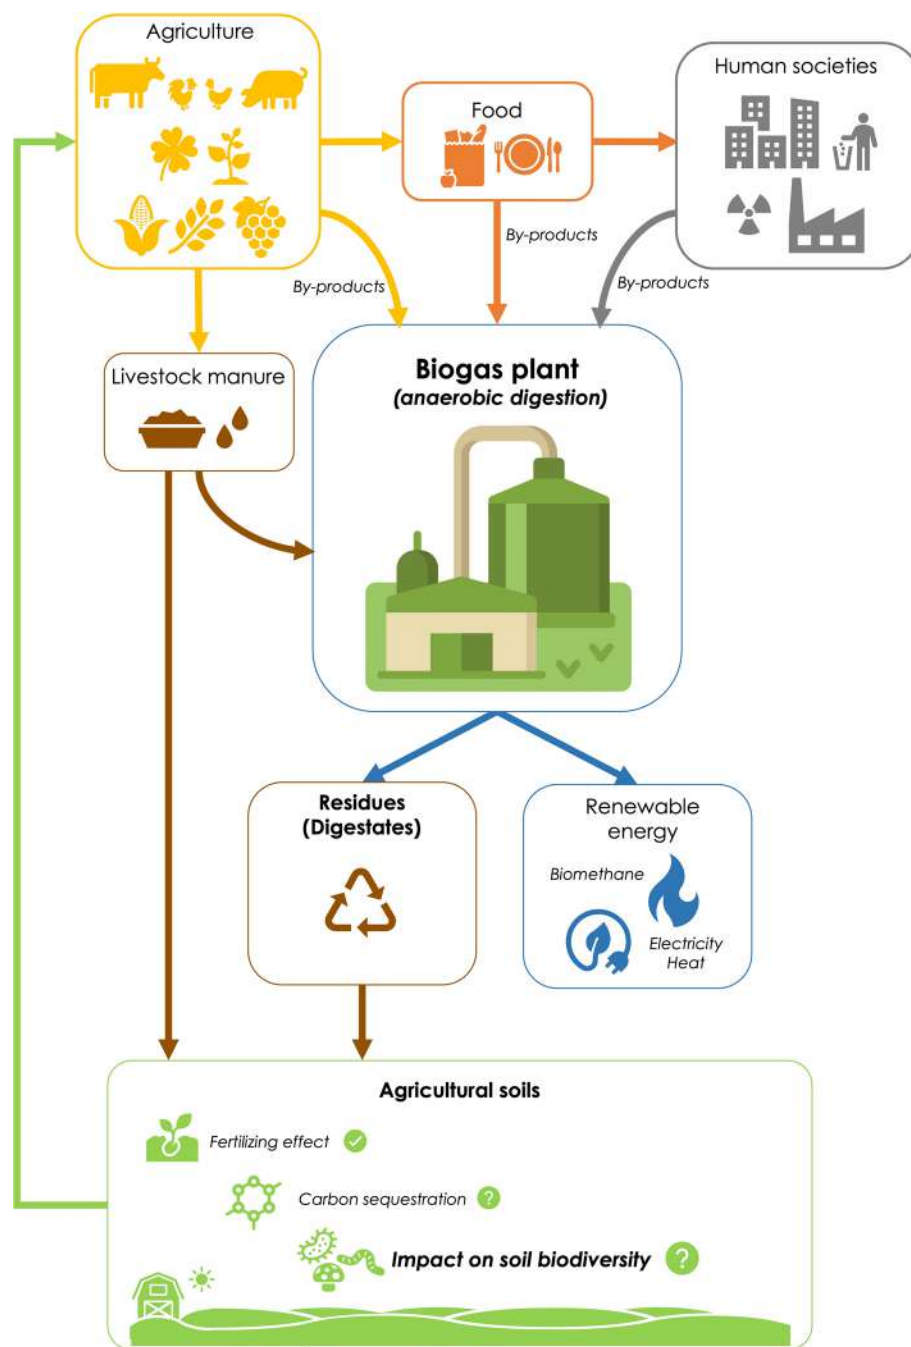 Agriculture
Food
Human societies
By-products
By-products
By-products
Livestock manure
Biogas plant
(anaerobic digestion)
Residues
(Digestates)
Renewable
energy
Biomethane
Electricity
Heat
Agricultural soils
Fertilizing effect
Carbon sequestration ?
Impact on soil biodiversity ?